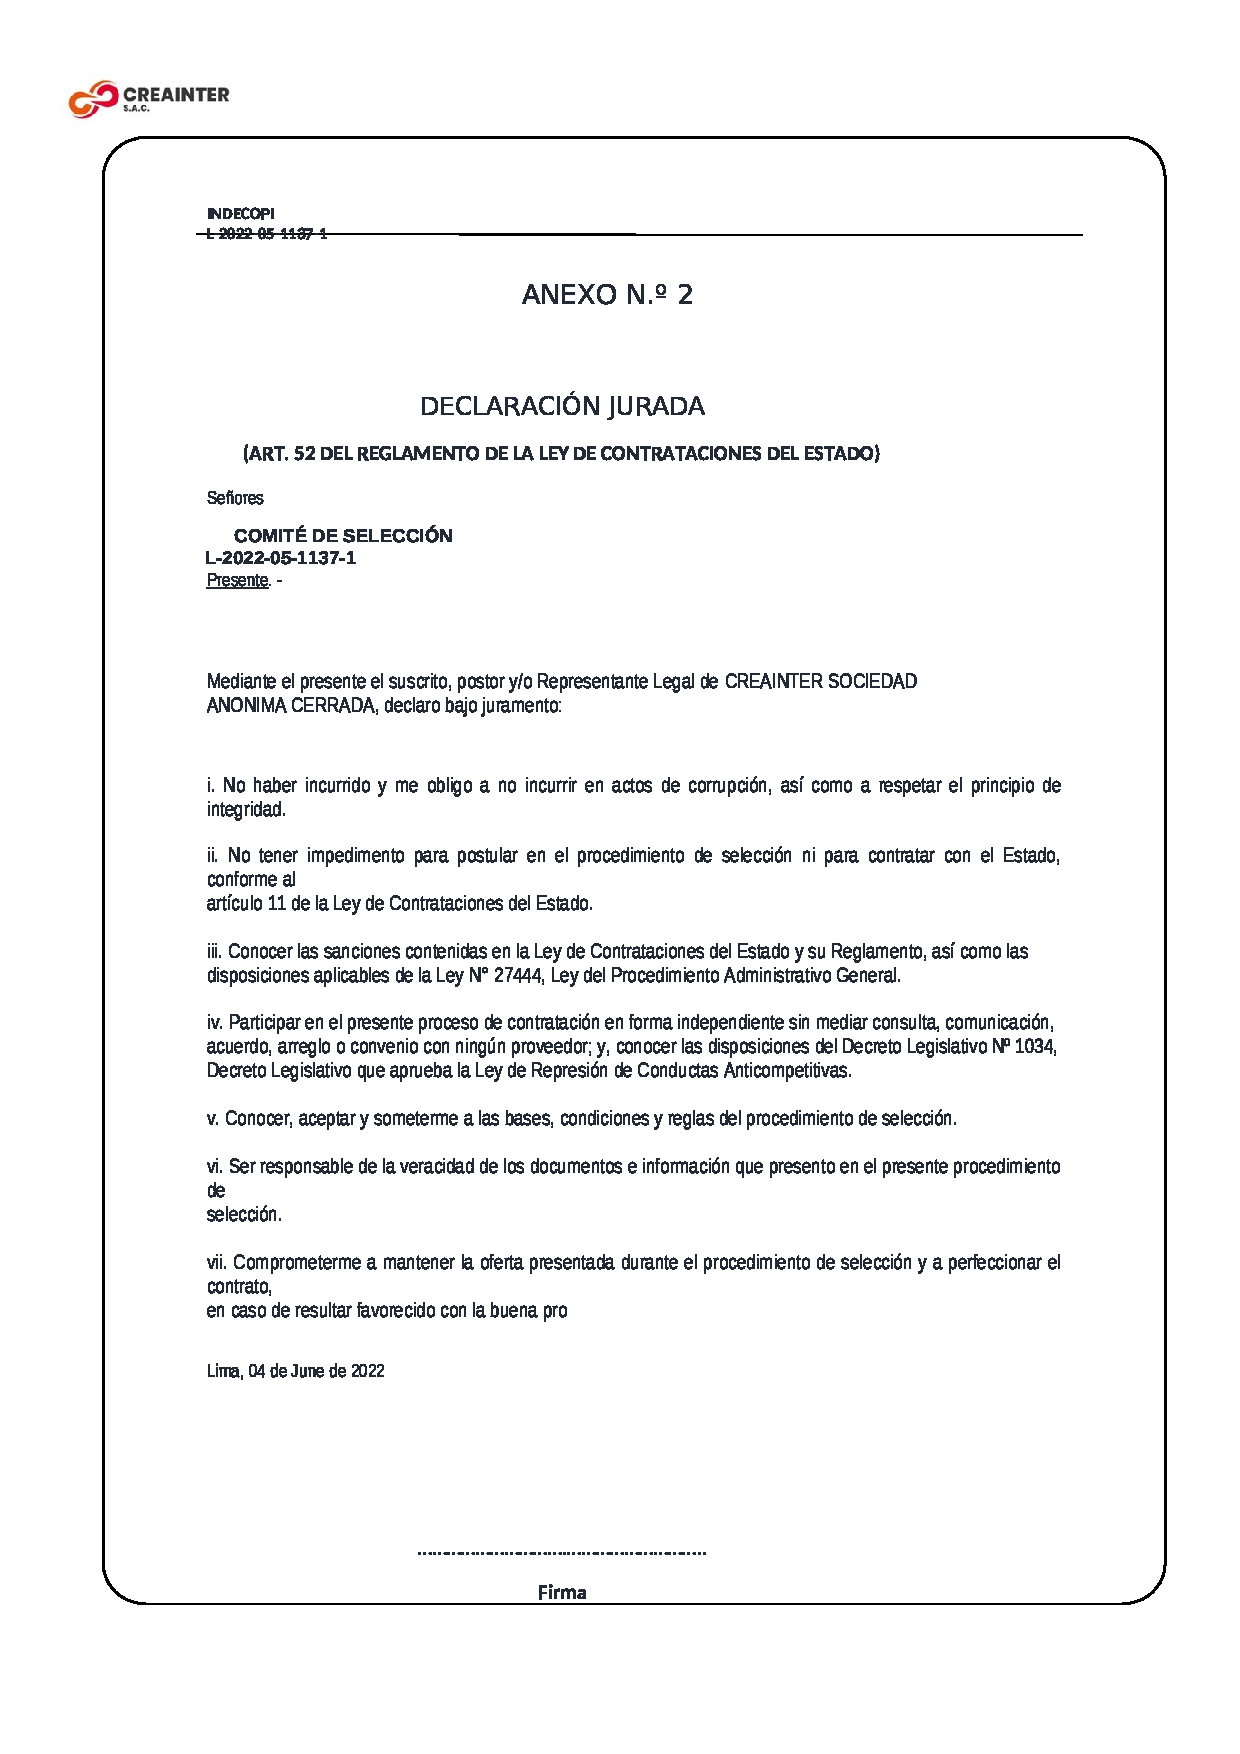 CREAINTER
S.A.C.
INDECOPI
L-2022-05-1137-1
ANEXO N.º 2
DECLARACIÓN JURADA
(ART. 52 DEL REGLAMENTO DE LA LEY DE CONTRATACIONES DEL ESTADO)
Señores
COMITÉ DE SELECCIÓN
L-2022-05-1137-1
Presente. -
Mediante el presente el suscrito, postor y/o Representante Legal de CREAINTER SOCIEDAD
ANONIMA CERRADA, declaro bajo juramento:
i. No haber incurrido y me obligo a no incurrir en actos de corrupción, así como a respetar el principio de
integridad.
ii. No tener impedimento para postular en el procedimiento de selección ni para contratar con el Estado,
conforme al
artículo 11 de la Ley de Contrataciones del Estado.
iii. Conocer las sanciones contenidas en la Ley de Contrataciones del Estado y su Reglamento, así como las
disposiciones aplicables de la Ley N° 27444, Ley del Procedimiento Administrativo General.
iv. Participar en el presente proceso de contratación en forma independiente sin mediar consulta, comunicación,
acuerdo, arreglo o convenio con ningún proveedor; y, conocer las disposiciones del Decreto Legislativo Nº 1034,
Decreto Legislativo que aprueba la Ley de Represión de Conductas Anticompetitivas.
v. Conocer, aceptar y someterme a las bases, condiciones y reglas del procedimiento de selección.
vi. Ser responsable de la veracidad de los documentos e información que presento en el presente procedimiento
de
selección.
vii. Comprometerme a mantener la oferta presentada durante el procedimiento de selección y a perfeccionar el
contrato,
en caso de resultar favorecido con la buena pro
Lima, 04 de June de 2022
........................................................
Firma